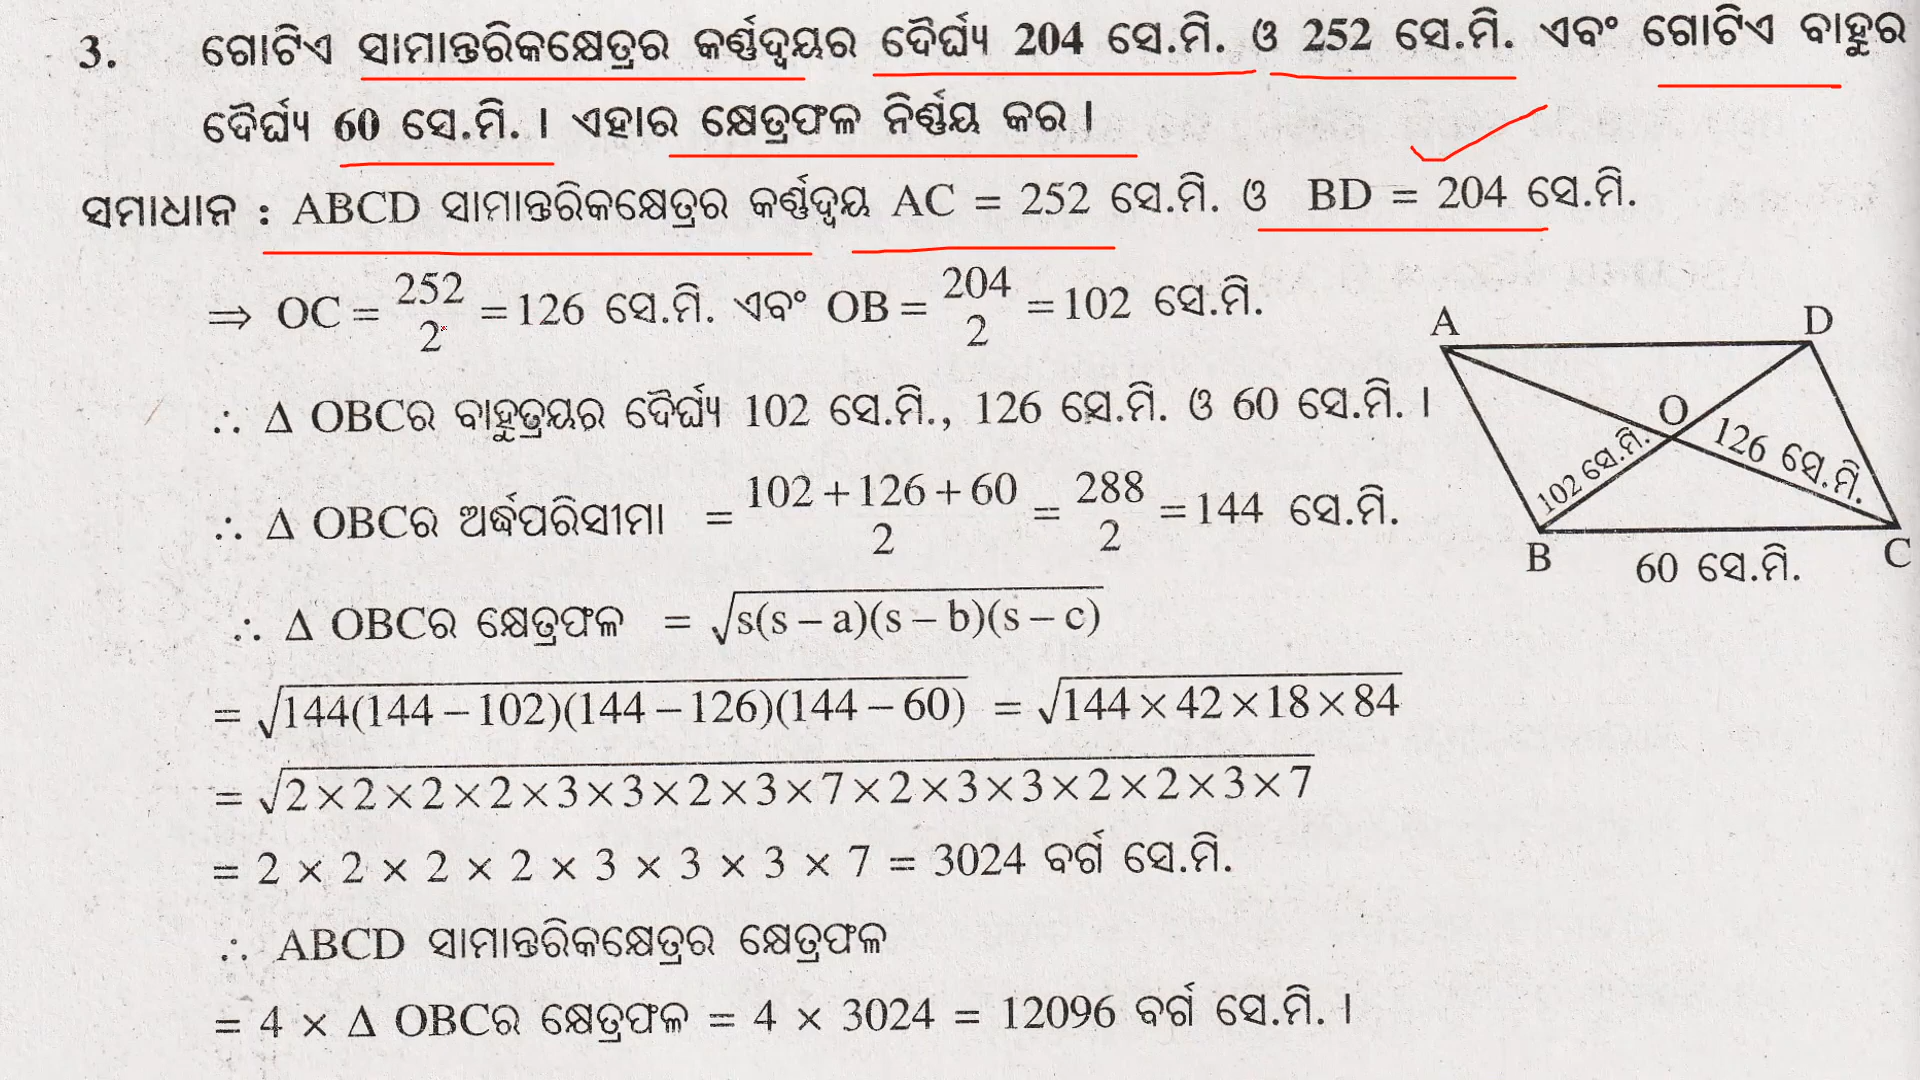 3. ଗୋଟିଏ ସାମାନ୍ତରିକକ୍ଷେତ୍ରର କର୍ଣ୍ଣଦ୍ୱୟର ଦୈର୍ଘ୍ୟ 204 ସେ.ମି. ଓ 252 ସେ.ମି. ଏବଂ ଗୋଟିଏ ବାହୁର
ଦୈର୍ଘ୍ୟ 60 ସେ.ମି. । ଏହାର କ୍ଷେତ୍ରଫଳ ନିର୍ଣ୍ଣୟ କର ।
ସମାଧାନ : ABCD ସାମାନ୍ତରିକକ୍ଷେତ୍ରର କର୍ଣ୍ଣଦ୍ୱୟ AC = 252 ସେ.ମି. ଓ BD = 204 ସେ.ମି.
⇒ OC = 252/2 = 126 ସେ.ମି. ଏବଂ OB = 204/2 = 102 ସେ.ମି.
∴ Δ OBCର ବାହୁତ୍ରୟର ଦୈର୍ଘ୍ୟ 102 ସେ.ମି., 126 ସେ.ମି. ଓ 60 ସେ.ମି. ।
∴ Δ OBCର ଅର୍ଦ୍ଧପରିସୀମା = (102 + 126 + 60)/2 = 288/2 = 144 ସେ.ମି.
∴ Δ OBCର କ୍ଷେତ୍ରଫଳ = √s(s – a)(s – b)(s – c)
= √144(144 – 102)(144 – 126)(144 – 60) = √144 × 42 × 18 × 84
= √2 × 2 × 2 × 2 × 3 × 3 × 2 × 3 × 7 × 2 × 3 × 3 × 2 × 2 × 3 × 7
= 2 × 2 × 2 × 2 × 3 × 3 × 3 × 7 = 3024 ବର୍ଗ ସେ.ମି.
∴ ABCD ସାମାନ୍ତରିକକ୍ଷେତ୍ରର କ୍ଷେତ୍ରଫଳ
= 4 × Δ OBCର କ୍ଷେତ୍ରଫଳ = 4 × 3024 = 12096 ବର୍ଗ ସେ.ମି. ।
A D
O
102 ସେ.ମି. 126 ସେ.ମି.
B C
60 ସେ.ମି.